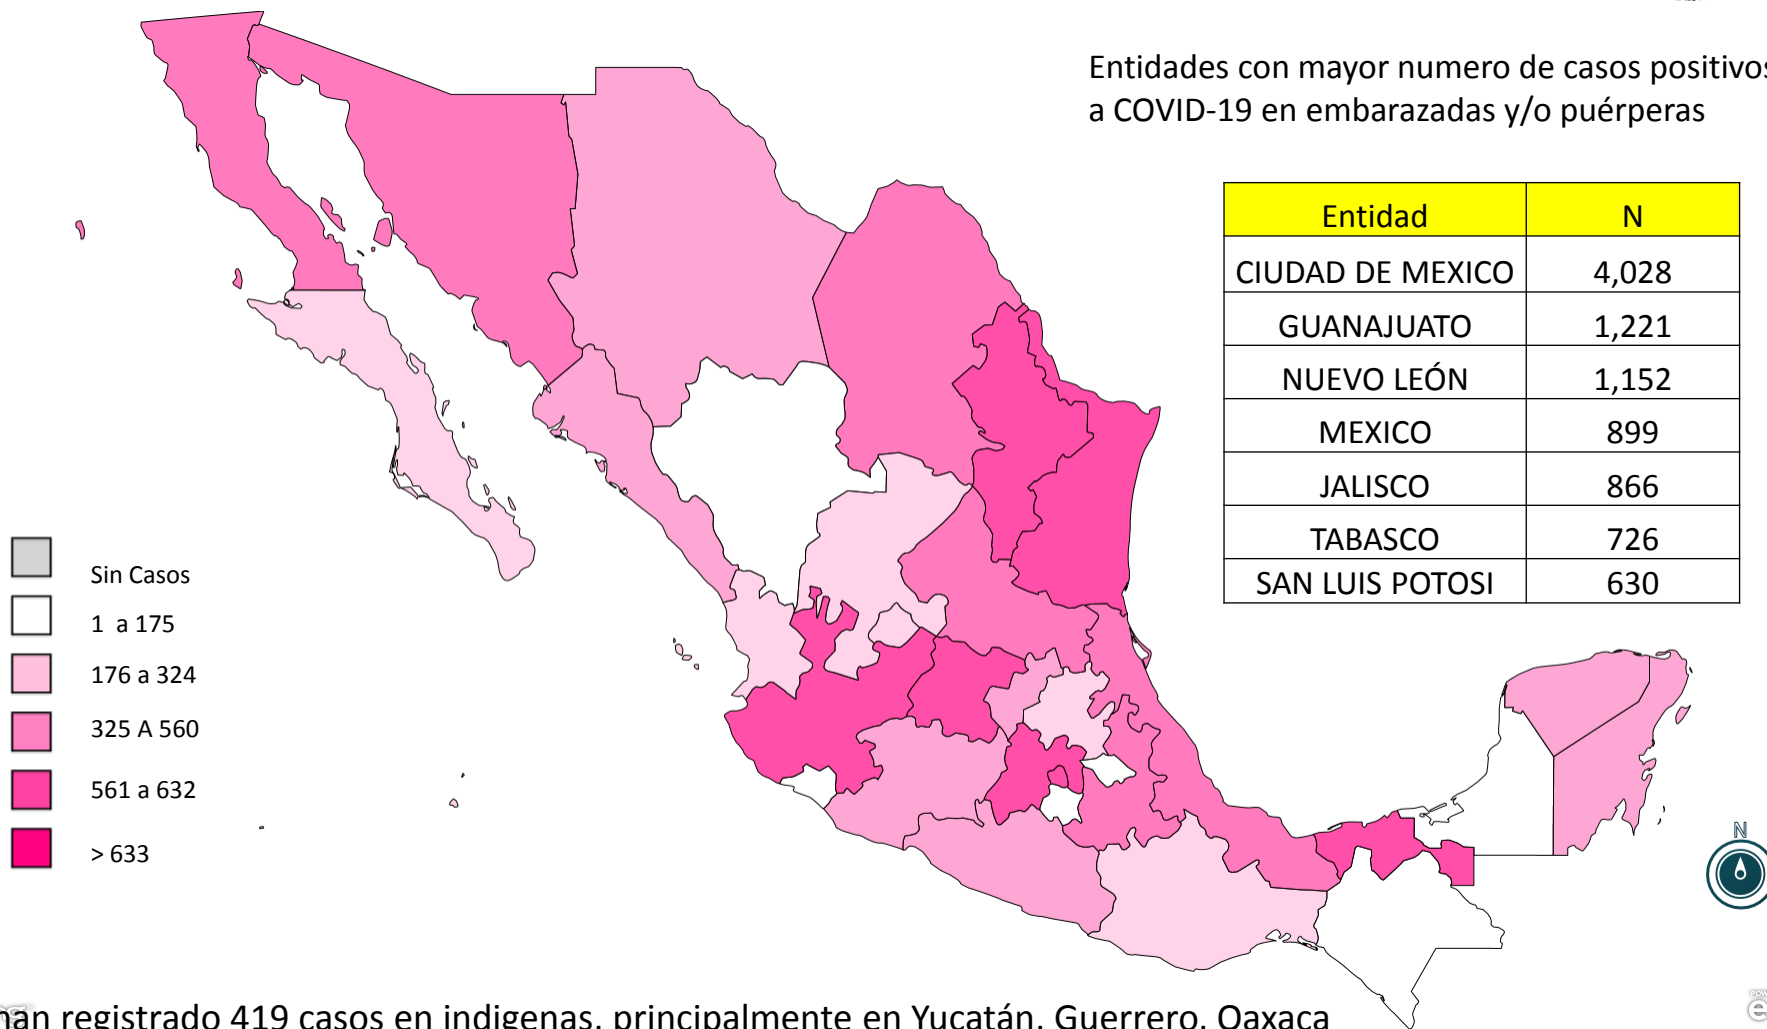 Entidades con mayor numero de casos positivos
a COVID-19 en embarazadas y/o puérperas
Entidad N
CIUDAD DE MEXICO 4,028
GUANAJUATO 1,221
NUEVO LEÓN 1,152
MEXICO 899
JALISCO 866
TABASCO 726
SAN LUIS POTOSI 630
Sin Casos
1 a 175
176 a 324
325 A 560
561 a 632
> 633
N
han registrado 419 casos en indigenas, principalmente en Yucatán, Guerrero, Oaxaca